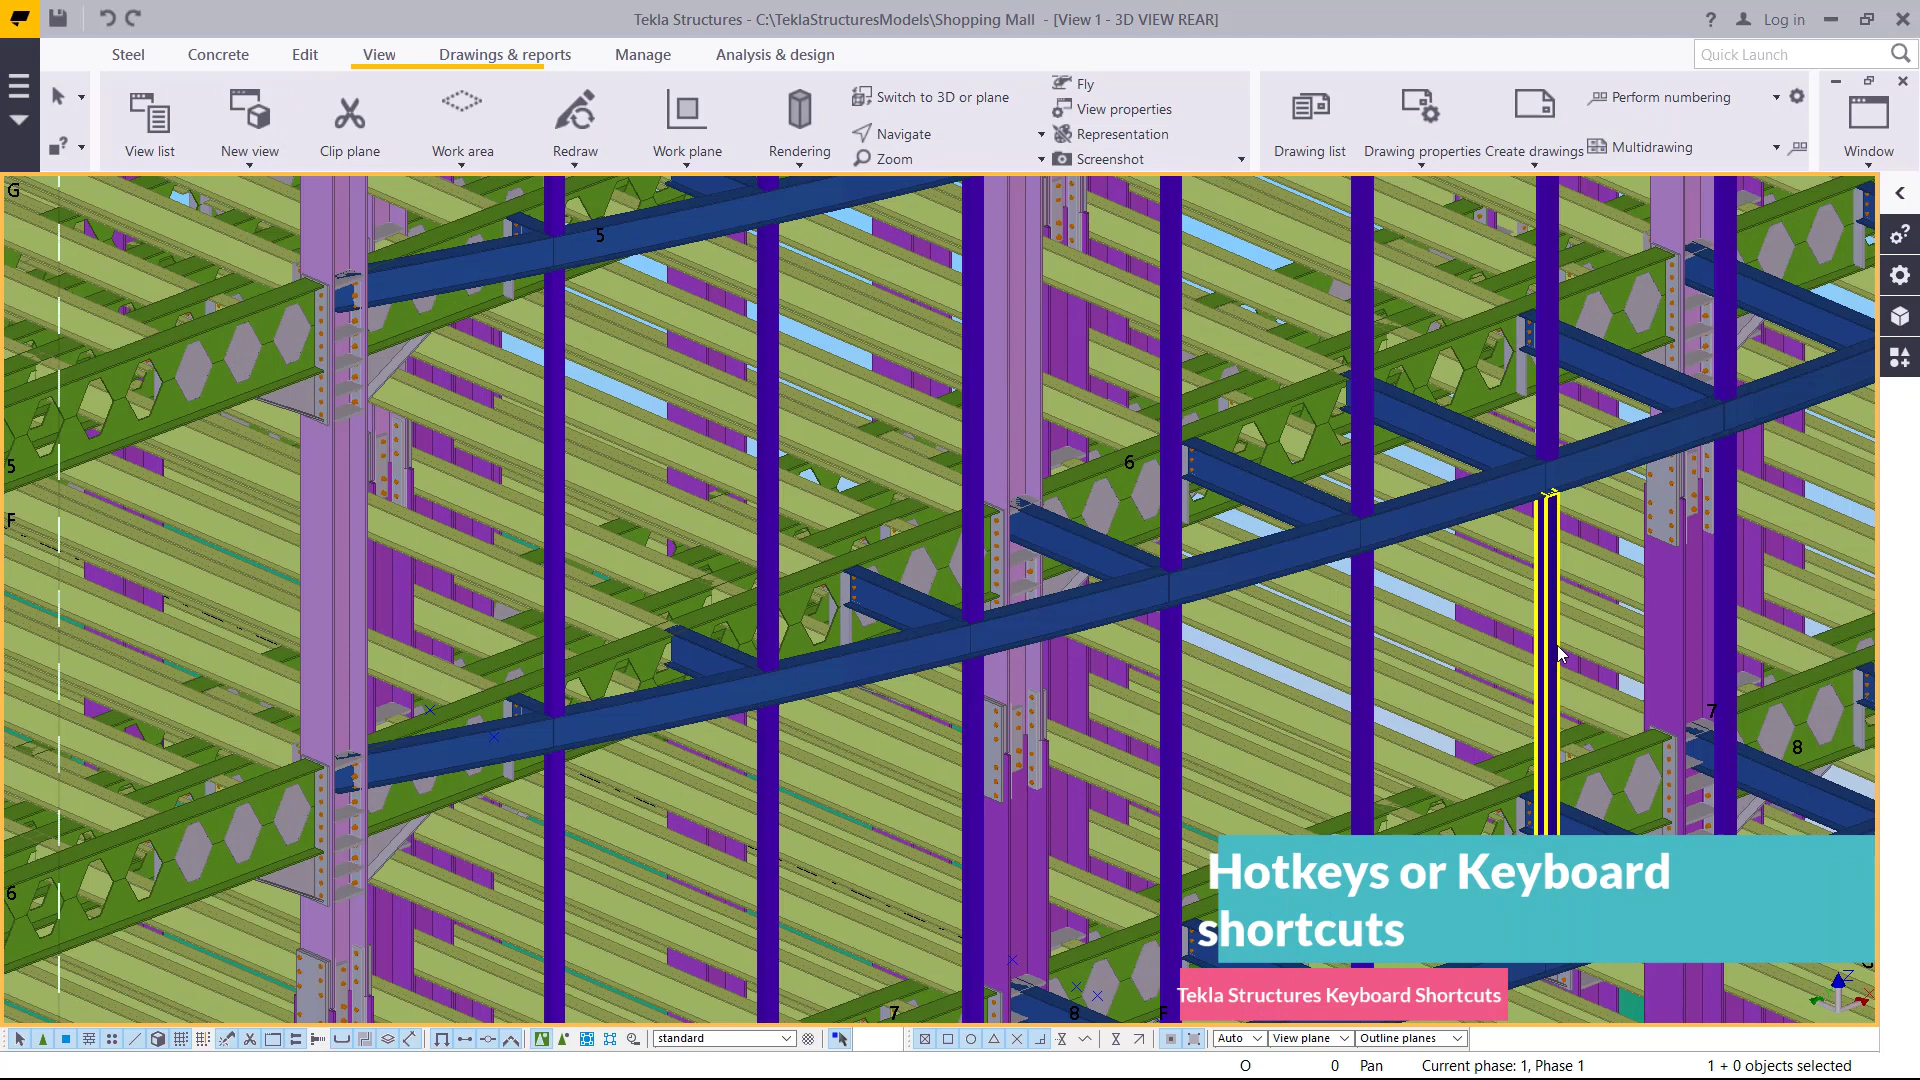 Tekla Structures - C:\TeklaStructuresModels\Shopping Mall - [View 1 - 3D VIEW REAR]
? Log in
Steel Concrete Edit View Drawings & reports Manage Analysis & design
Quick Launch
View list
New view
Clip plane
Work area
Redraw
Work plane
Rendering
Switch to 3D or plane
Navigate
Zoom
Fly
View properties
Representation
Screenshot
Drawing list
Drawing properties
Create drawings
Perform numbering
Multidrawing
Window
G
5
6
5
F
7
8
6
7
8
F
Z
Hotkeys or Keyboard
shortcuts
Tekla Structures Keyboard Shortcuts
standard
Auto
View plane
Outline planes
O 0 Pan Current phase: 1, Phase 1 1 + 0 objects selected